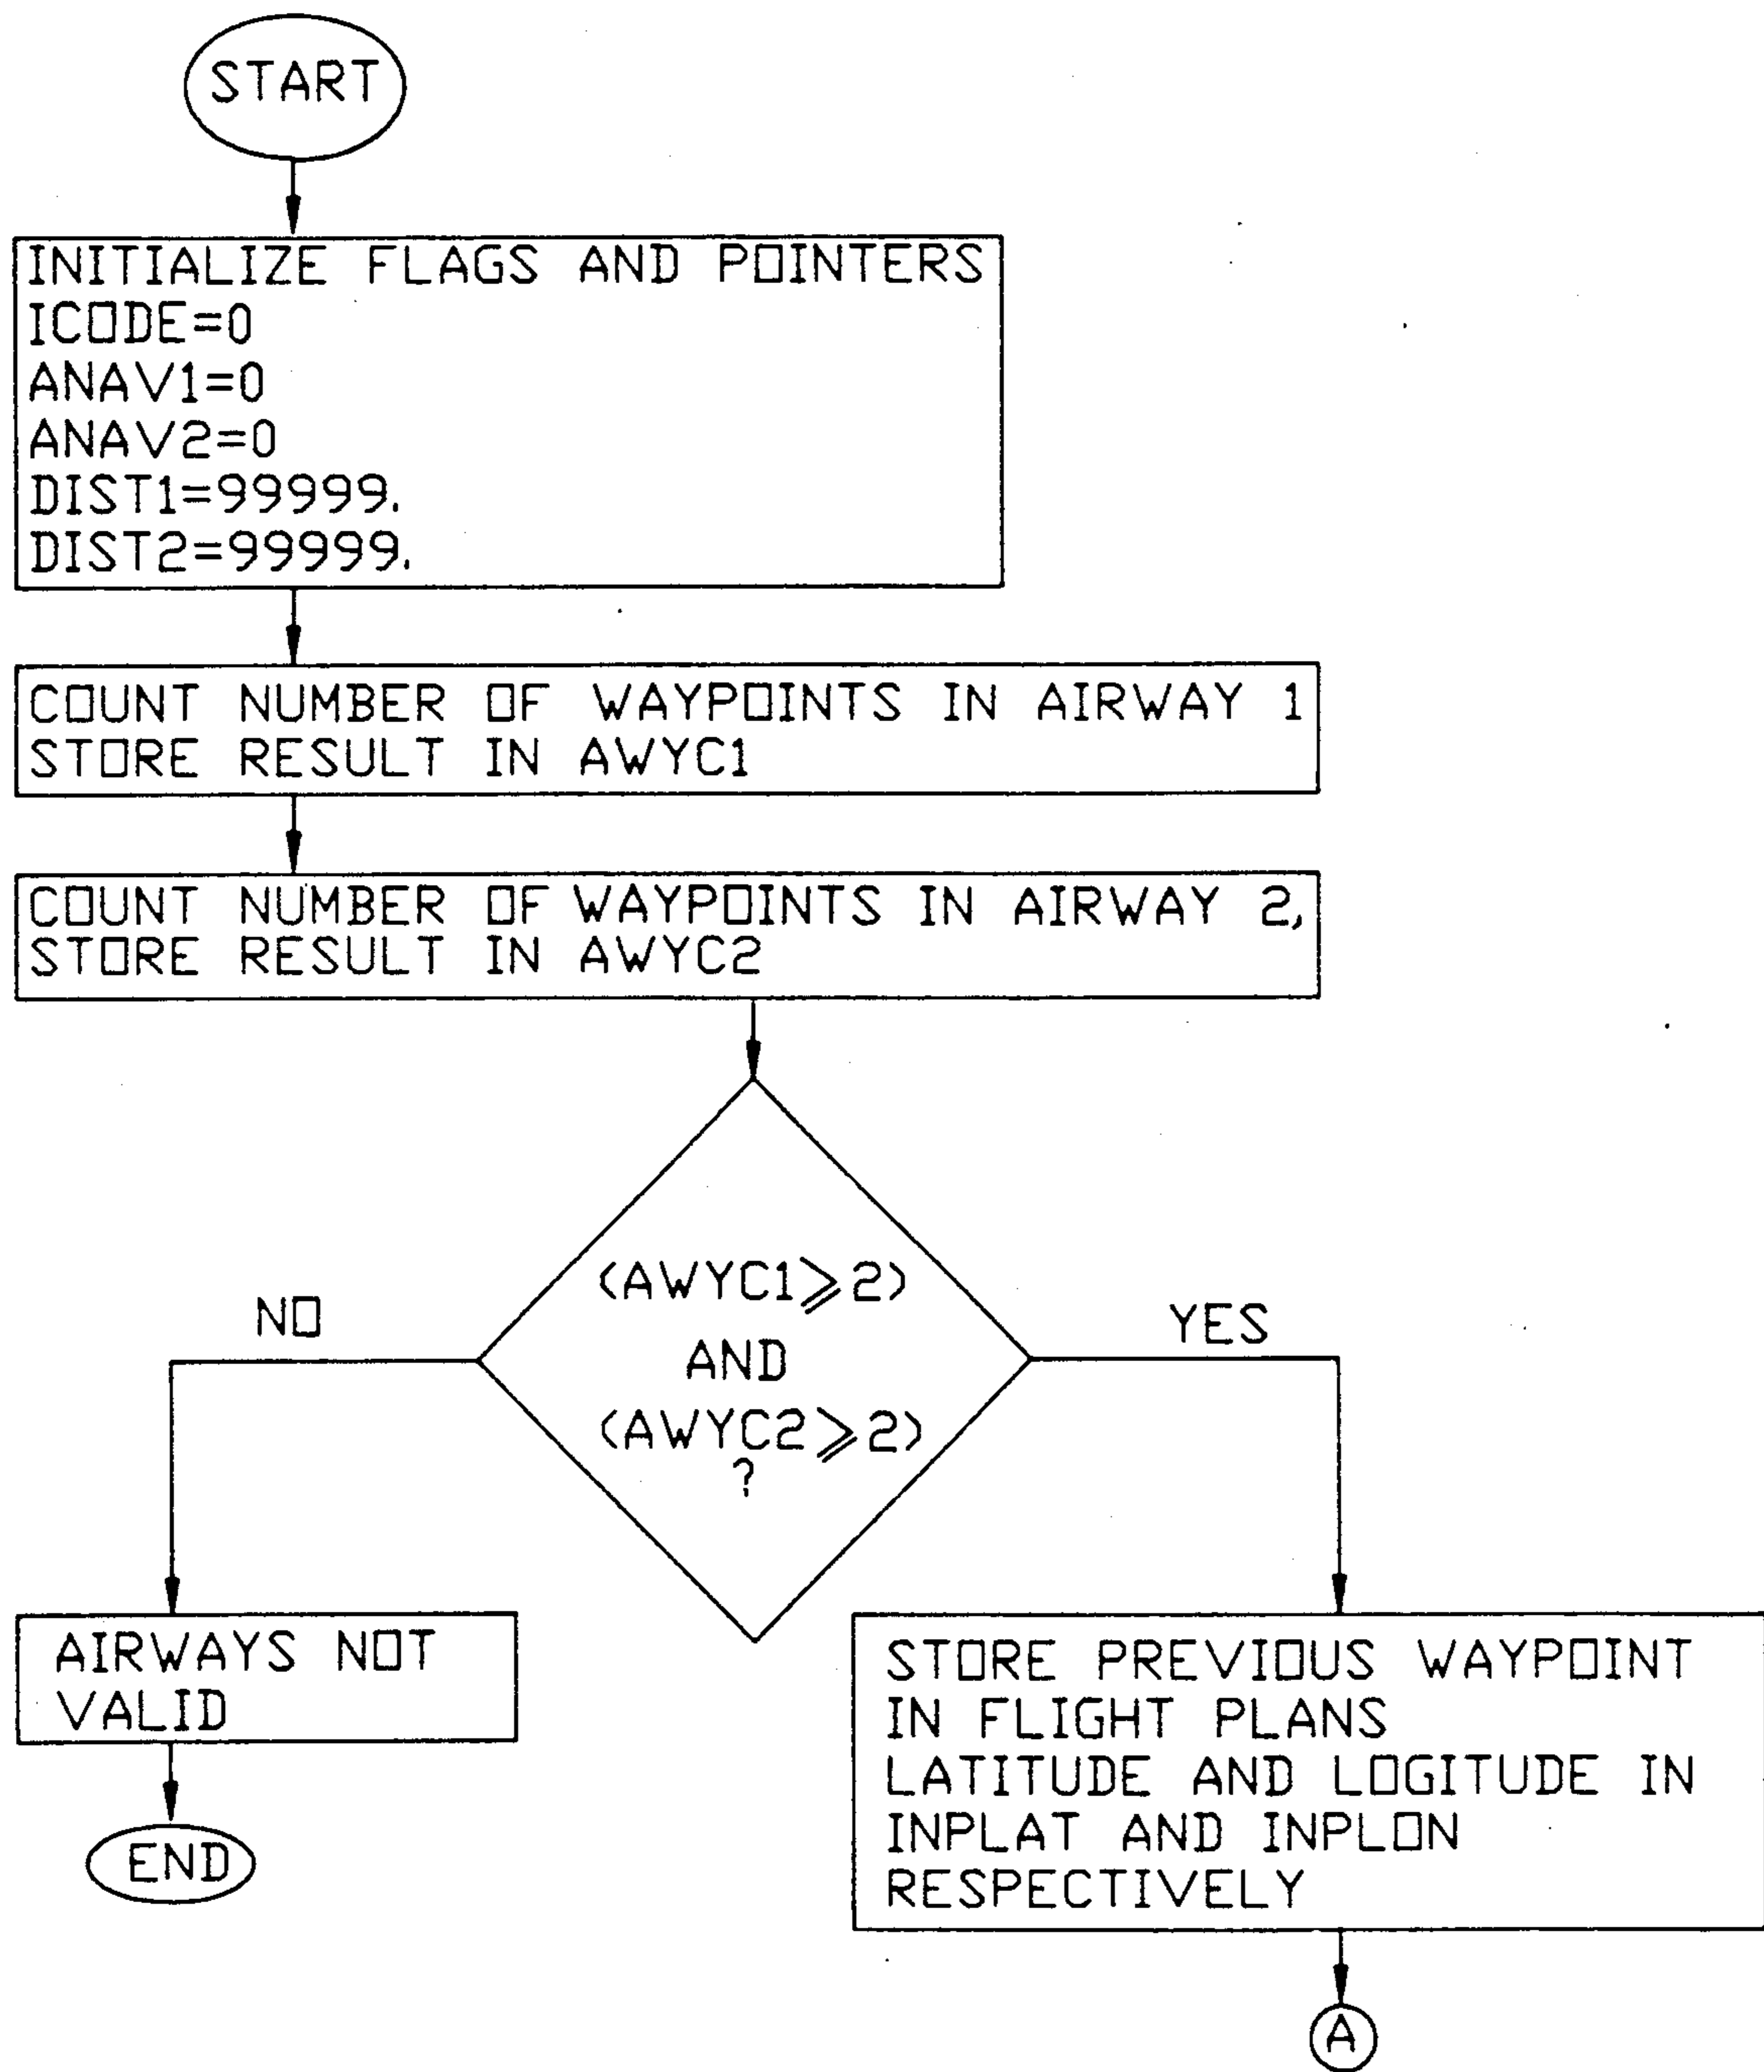 START
INITIALIZE FLAGS AND POINTERS
ICODE=0
ANAV1=0
ANAV2=0
DIST1=99999.
DIST2=99999.
COUNT NUMBER OF WAYPOINTS IN AIRWAY 1
STORE RESULT IN AWYC1
COUNT NUMBER OF WAYPOINTS IN AIRWAY 2,
STORE RESULT IN AWYC2
(AWYC1⩾2)
AND
(AWYC2⩾2)
?
NO
YES
AIRWAYS NOT
VALID
END
STORE PREVIOUS WAYPOINT
IN FLIGHT PLANS
LATITUDE AND LOGITUDE IN
INPLAT AND INPLON
RESPECTIVELY
A